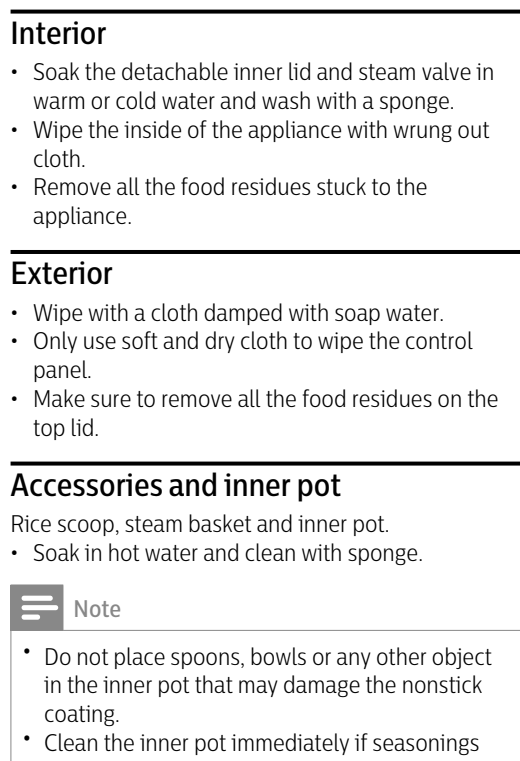 Interior
• Soak the detachable inner lid and steam valve in
warm or cold water and wash with a sponge.
• Wipe the inside of the appliance with wrung out
cloth.
• Remove all the food residues stuck to the
appliance.
Exterior
• Wipe with a cloth damped with soap water.
• Only use soft and dry cloth to wipe the control
panel.
• Make sure to remove all the food residues on the
top lid.
Accessories and inner pot
Rice scoop, steam basket and inner pot.
• Soak in hot water and clean with sponge.
Note
• Do not place spoons, bowls or any other object
in the inner pot that may damage the nonstick
coating.
• Clean the inner pot immediately if seasonings